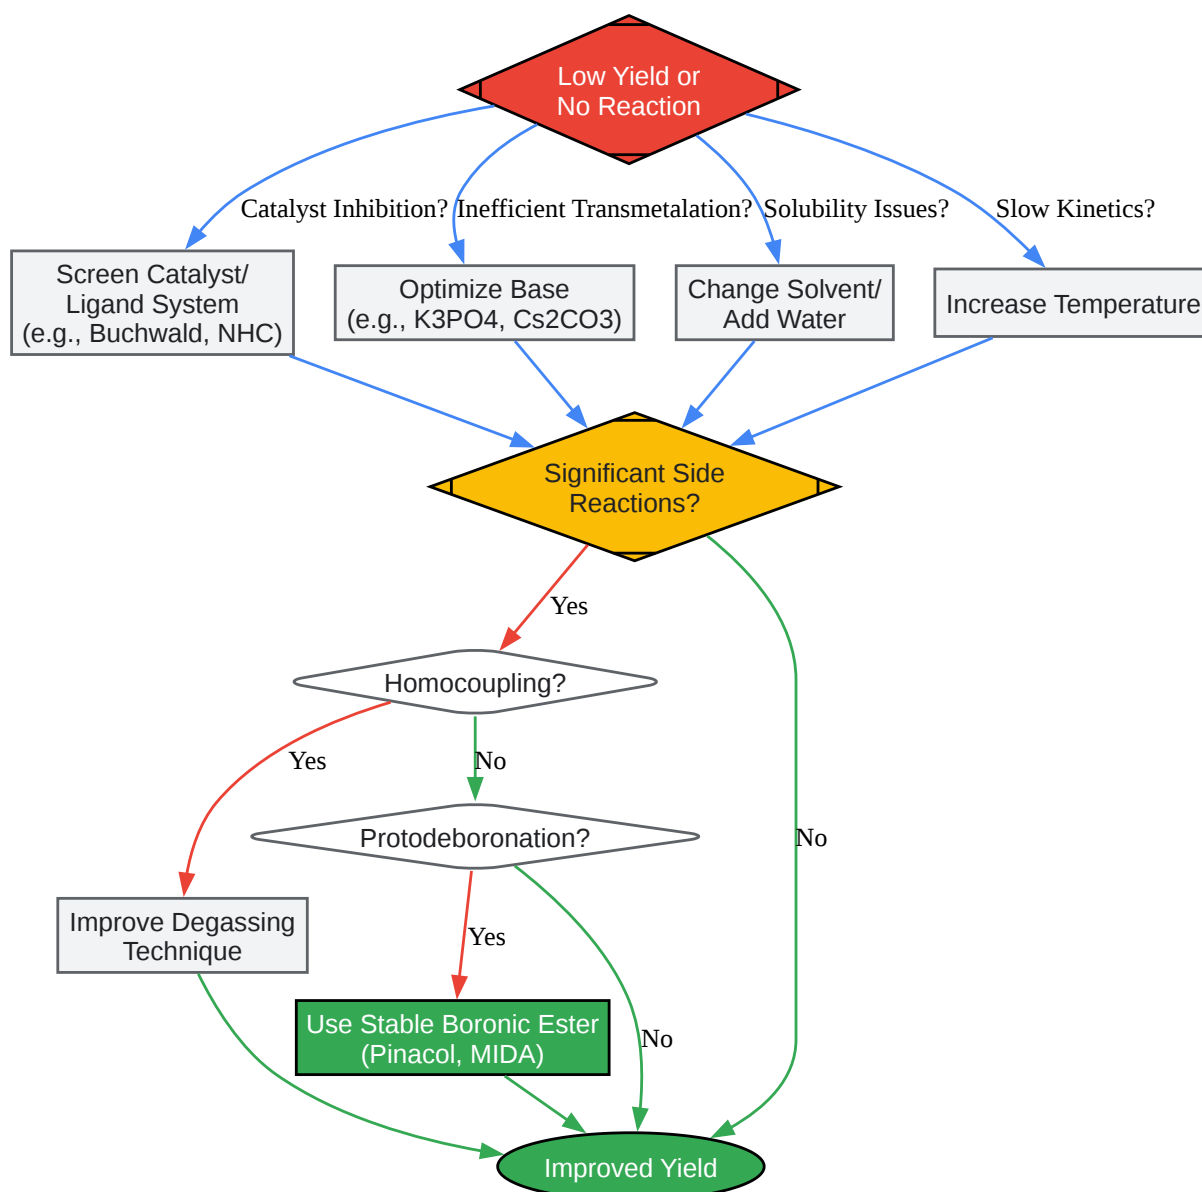 Low Yield or
No Reaction
Catalyst Inhibition?
Inefficient Transmetalation?
Solubility Issues?
Slow Kinetics?
Screen Catalyst/
Ligand System
(e.g., Buchwald, NHC)
Optimize Base
(e.g., K3PO4, Cs2CO3)
Change Solvent/
Add Water
Increase Temperature
Significant Side
Reactions?
Yes
Homocoupling?
Yes
No
Protodeboronation?
No
Improve Degassing
Technique
Yes
Use Stable Boronic Ester
(Pinacol, MIDA)
No
Improved Yield